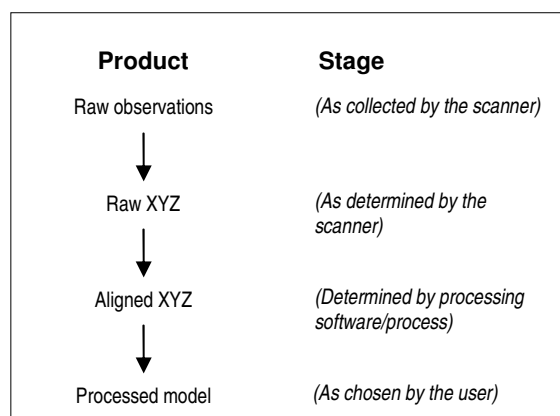 Product Stage
Raw observations (As collected by the scanner)
Raw XYZ (As determined by the
scanner)
Aligned XYZ (Determined by processing
software/process)
Processed model (As chosen by the user)